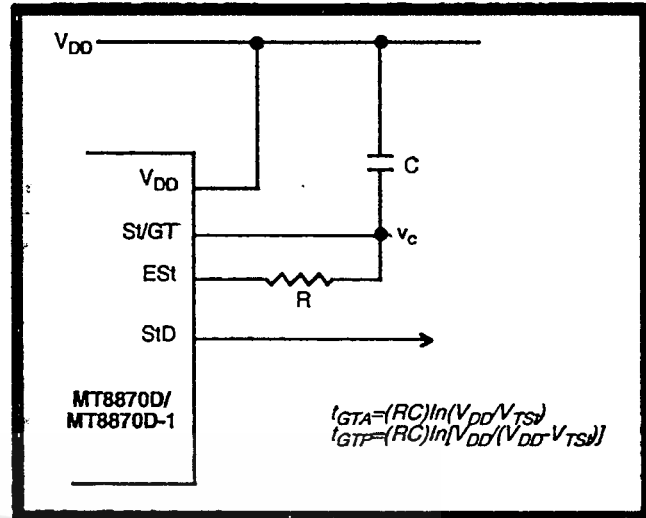 VDD
VDD
C
St/GT
vc
ESt
R
StD
MT8870D/
MT8870D-1
tGTA=(RC)ln(VDD/VTSt)
tGTP=(RC)ln[VDD/(VDD-VTSt)]